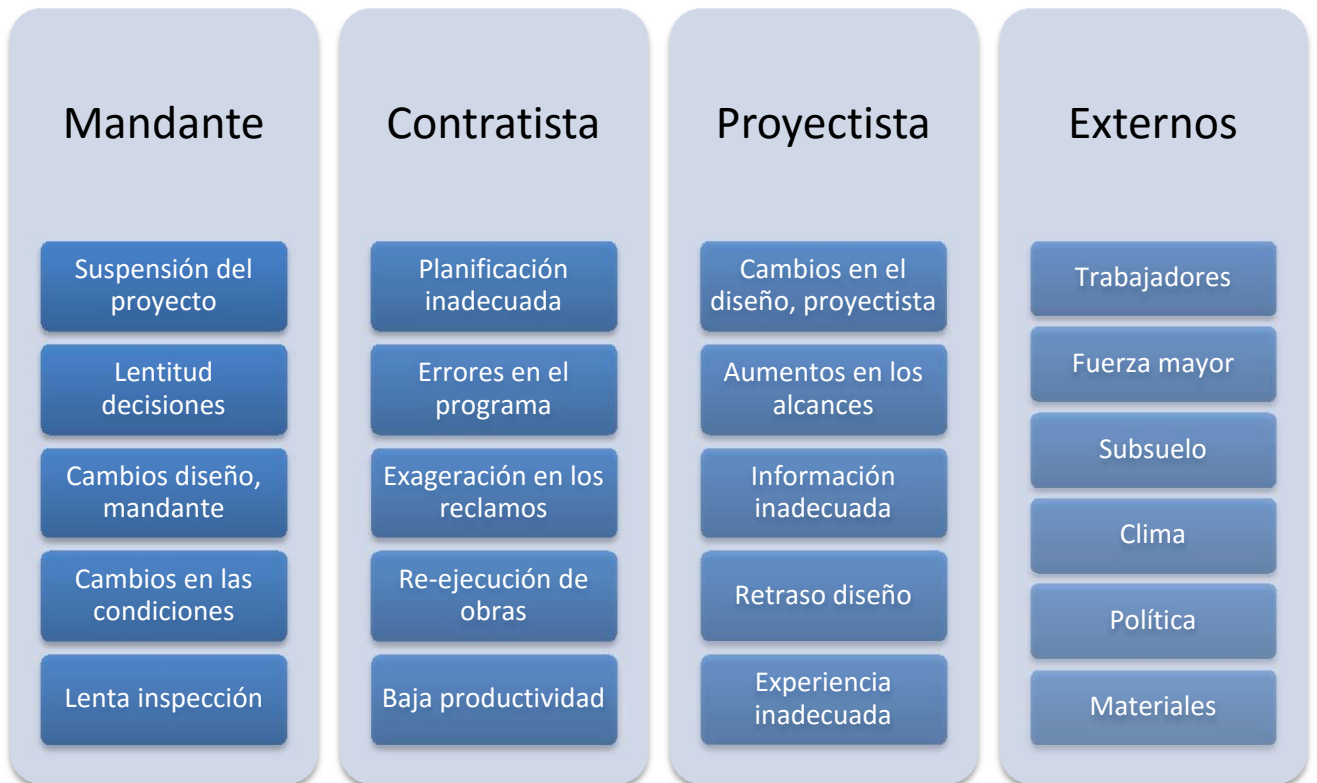 Mandante
Suspensión del
proyecto
Lentitud
decisiones
Cambios diseño,
mandante
Cambios en las
condiciones
Lenta inspección
Contratista
Planificación
inadecuada
Errores en el
programa
Exageración en los
reclamos
Re-ejecución de
obras
Baja productividad
Proyectista
Cambios en el
diseño, proyectista
Aumentos en los
alcances
Información
inadecuada
Retraso diseño
Experiencia
inadecuada
Externos
Trabajadores
Fuerza mayor
Subsuelo
Clima
Política
Materiales